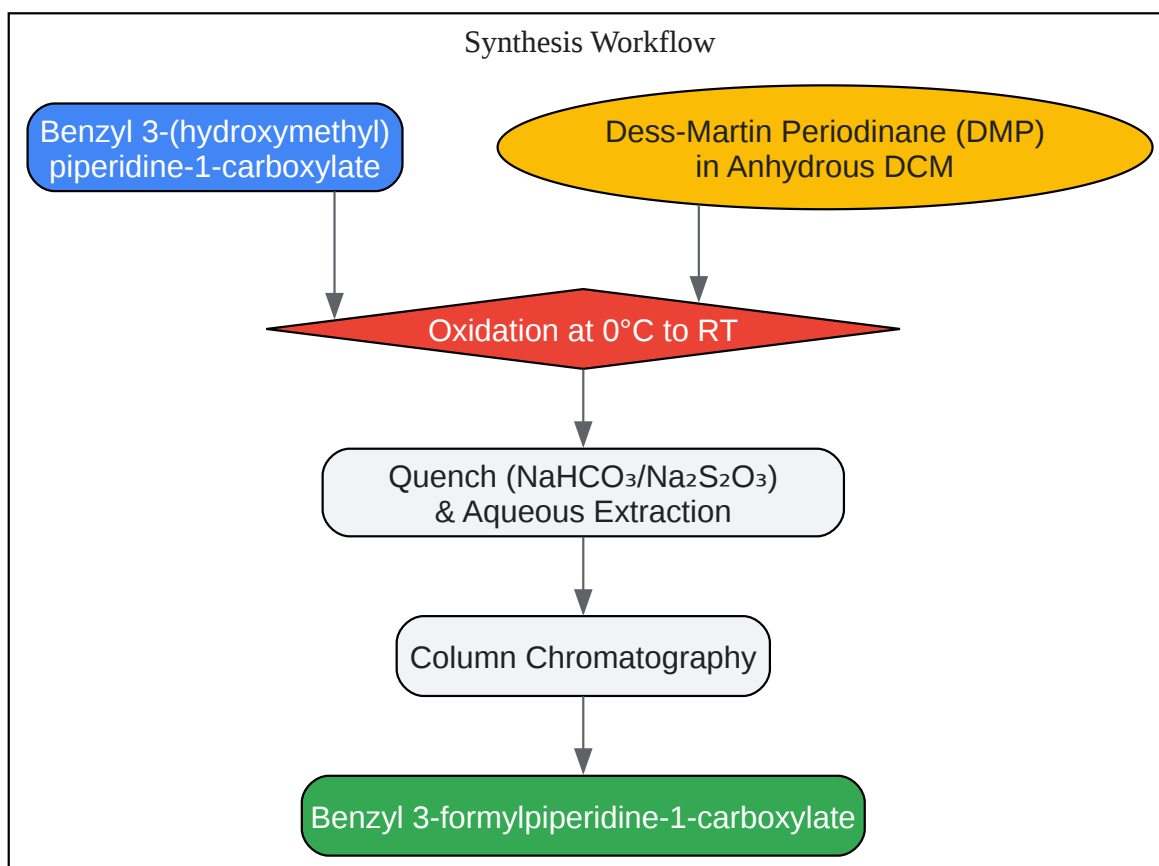 Synthesis Workflow
Benzyl 3-(hydroxymethyl)
piperidine-1-carboxylate
Dess-Martin Periodinane (DMP)
in Anhydrous DCM
Oxidation at 0°C to RT
Quench (NaHCO₃/Na₂S₂O₃)
& Aqueous Extraction
Column Chromatography
Benzyl 3-formylpiperidine-1-carboxylate